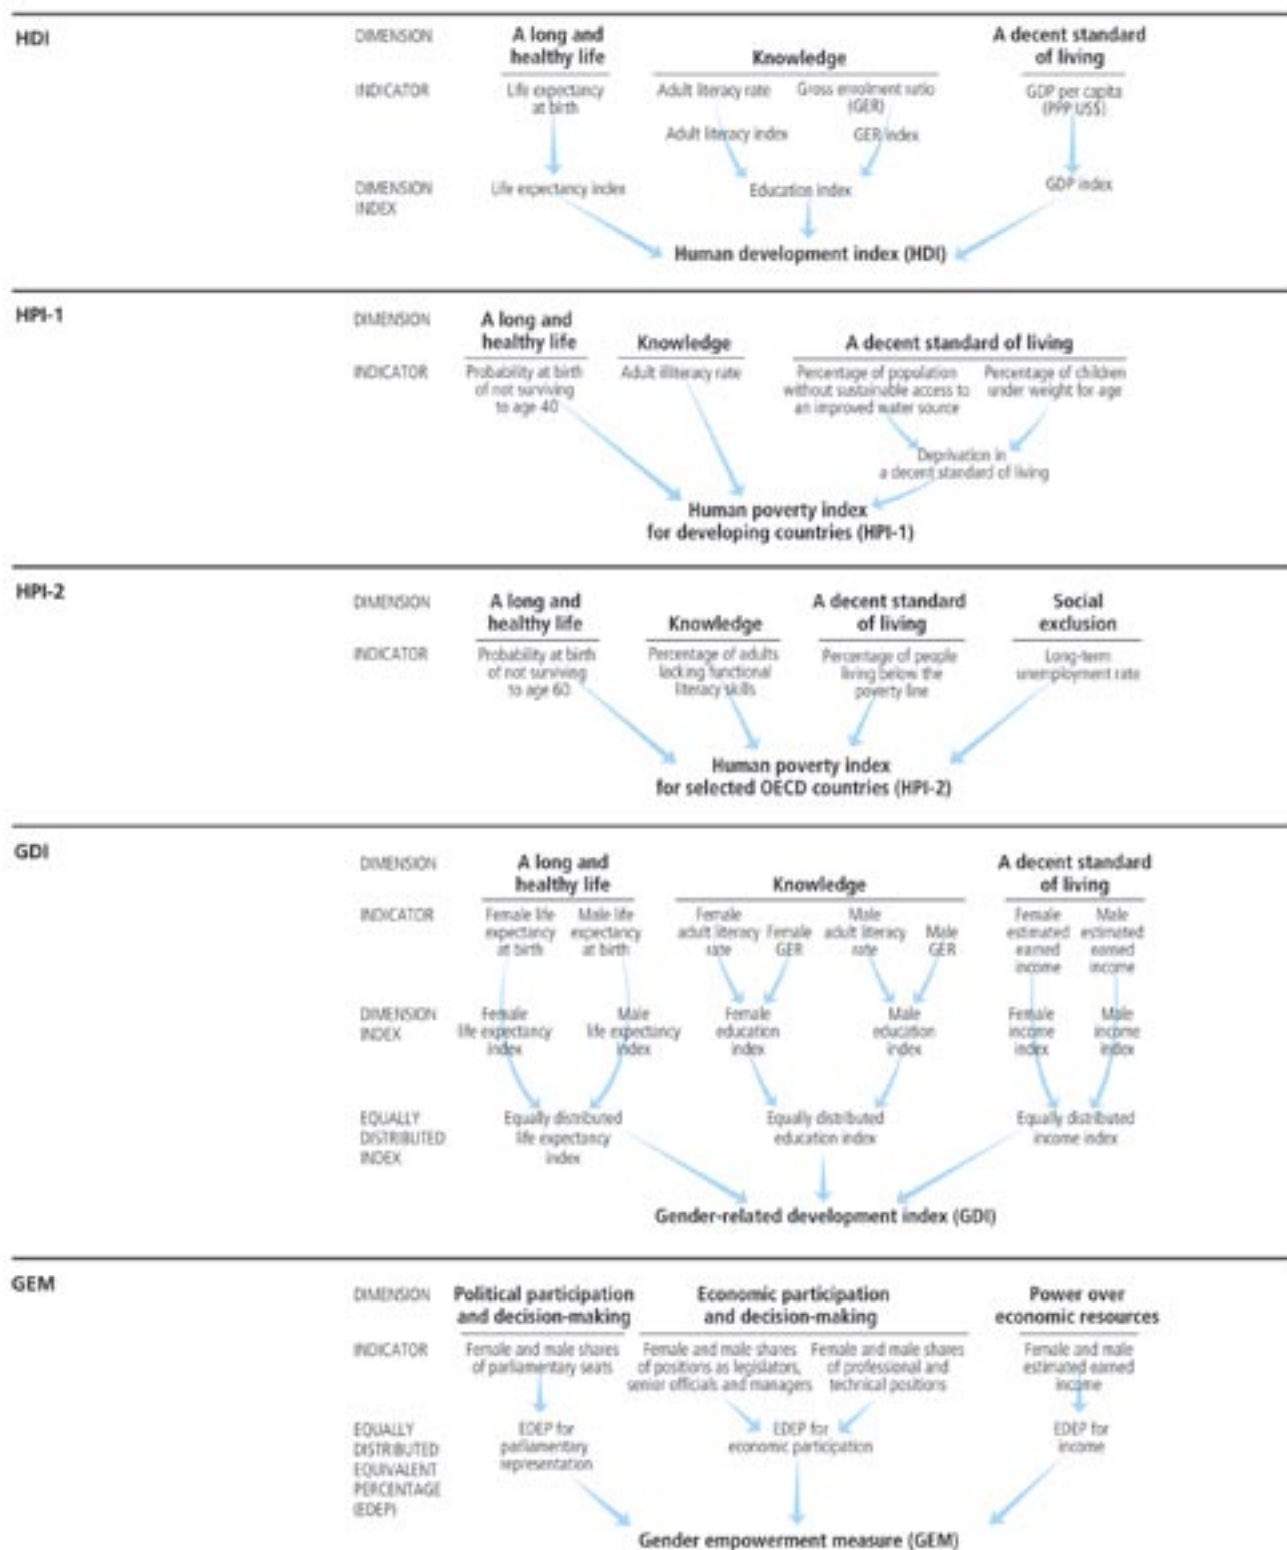 HDI
DIMENSION
A long and
healthy life
Knowledge
A decent standard
of living
INDICATOR
Life expectancy
at birth
Adult literacy rate
Gross enrolment ratio
(GER)
GDP per capita
(PPP US$)
Adult literacy index
GER index
DIMENSION
INDEX
Life expectancy index
Education index
GDP index
Human development index (HDI)
HPI-1
DIMENSION
A long and
healthy life
Knowledge
A decent standard of living
INDICATOR
Probability at birth
of not surviving
to age 40
Adult illiteracy rate
Percentage of population
without sustainable access to
an improved water source
Percentage of children
under weight for age
Deprivation in
a decent standard of living
Human poverty index
for developing countries (HPI-1)
HPI-2
DIMENSION
A long and
healthy life
Knowledge
A decent standard
of living
Social
exclusion
INDICATOR
Probability at birth
of not surviving
to age 60
Percentage of adults
lacking functional
literacy skills
Percentage of people
living below the
poverty line
Long-term
unemployment rate
Human poverty index
for selected OECD countries (HPI-2)
GDI
DIMENSION
A long and
healthy life
Knowledge
A decent standard
of living
INDICATOR
Female life
expectancy
at birth
Male life
expectancy
at birth
Female
adult literacy
rate
Female
GER
Male
adult literacy
rate
Male
GER
Female
estimated
earned
income
Male
estimated
earned
income
DIMENSION
INDEX
Female
life expectancy
index
Male
life expectancy
index
Female
education
index
Male
education
index
Female
income
index
Male
income
index
EQUALLY
DISTRIBUTED
INDEX
Equally distributed
life expectancy
index
Equally distributed
education index
Equally distributed
income index
Gender-related development index (GDI)
GEM
DIMENSION
Political participation
and decision-making
Economic participation
and decision-making
Power over
economic resources
INDICATOR
Female and male shares
of parliamentary seats
Female and male shares
of positions as legislators,
senior officials and managers
Female and male shares
of professional and
technical positions
Female and male
estimated earned
income
EQUALLY
DISTRIBUTED
EQUIVALENT
PERCENTAGE
(EDEP)
EDEP for
parliamentary
representation
EDEP for
economic participation
EDEP for
income
Gender empowerment measure (GEM)